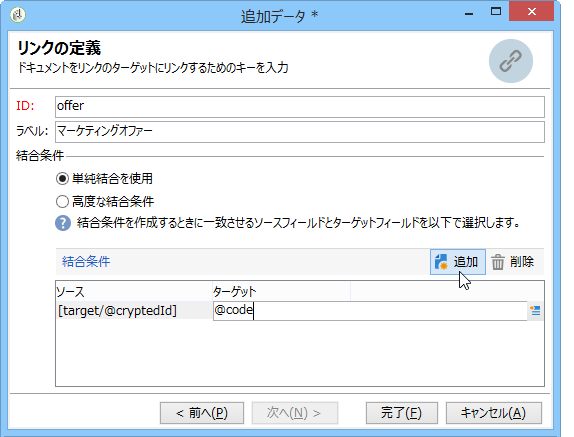 追加データ *
リンクの定義
ドキュメントをリンクのターゲットにリンクするためのキーを入力
ID: offer
ラベル: マーケティングオファー
結合条件
単純結合を使用
高度な結合条件
? 結合条件を作成するときに一致させるソースフィールドとターゲットフィールドを以下で選択します。
結合条件 追加 削除
ソース ターゲット
[target/@cryptedId] @code
< 前へ(P) 次へ(N) > 完了(F) キャンセル(A)